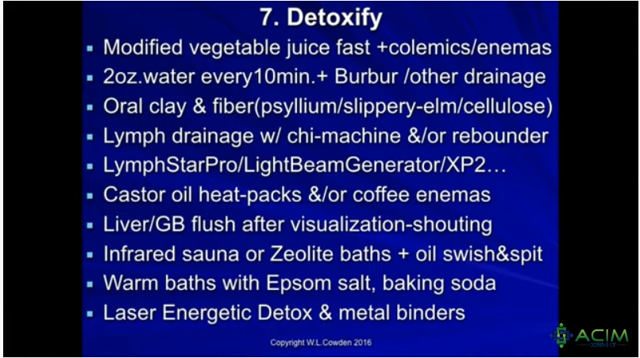 7. Detoxify
Modified vegetable juice fast +colemics/enemas
2oz.water every10min.+ Burbur /other drainage
Oral clay & fiber(psyllium/slippery-elm/cellulose)
Lymph drainage w/ chi-machine &/or rebounder
LymphStarPro/LightBeamGenerator/XP2...
Castor oil heat-packs &/or coffee enemas
Liver/GB flush after visualization-shouting
Infrared sauna or Zeolite baths + oil swish&spit
Warm baths with Epsom salt, baking soda
Laser Energetic Detox & metal binders
Copyright W.L.Cowden 2016
ACIM